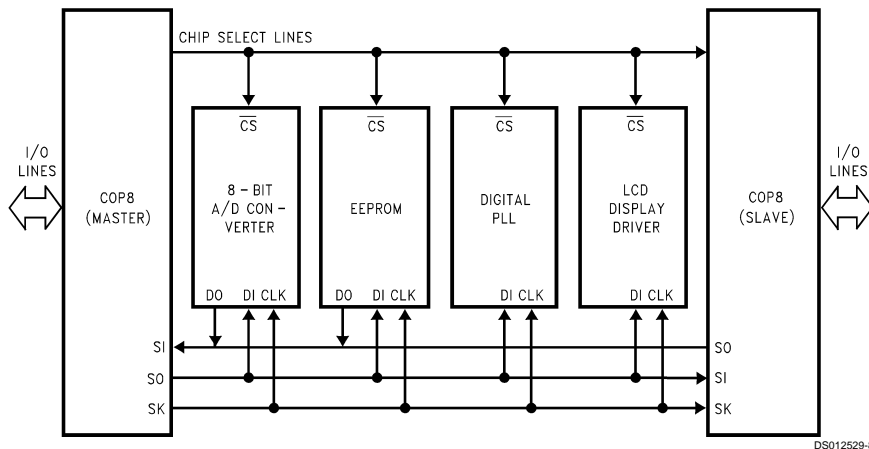 CHIP SELECT LINES
CS
CS
CS
CS
I/O
LINES
COP8
(MASTER)
8 - BIT
A/D CON -
VERTER
EEPROM
DIGITAL
PLL
LCD
DISPLAY
DRIVER
COP8
(SLAVE)
I/O
LINES
DO DI CLK
DO DI CLK
DI CLK
DI CLK
SI
SO
SO
SI
SK
SK